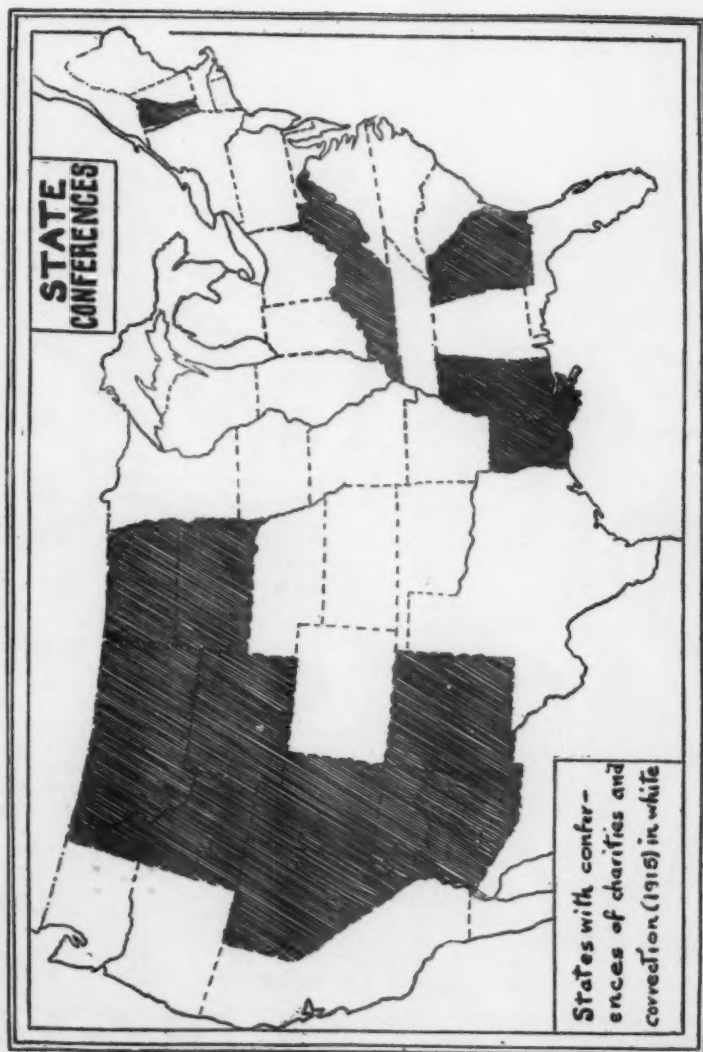 STATE
CONFERENCES
States with confer-
ences of charities and
correction (1915) in white